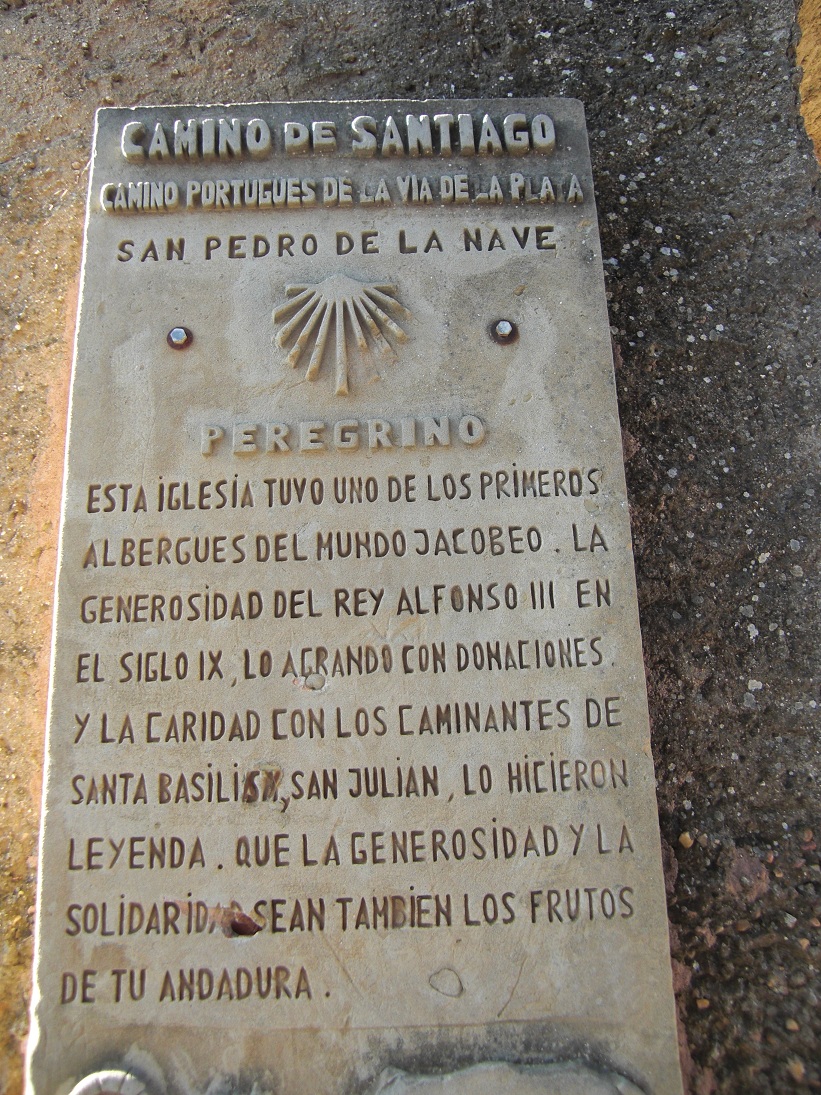 CAMINO DE SANTIAGO
CAMINO PORTUGUES DE LA VIA DE LA PLATA
SAN PEDRO DE LA NAVE
PEREGRINO
ESTA IGLESIA TUVO UNO DE LOS PRIMEROS
ALBERGUES DEL MUNDO JACOBEO . LA
GENEROSIDAD DEL REY ALFONSO III EN
EL SIGLO IX, LO AGRANDO CON DONACIONES.
Y LA CARIDAD CON LOS CAMINANTES DE
SANTA BASILISA, SAN JULIAN, LO HICIERON
LEYENDA. QUE LA GENEROSIDAD Y LA
SOLIDARIDAD SEAN TAMBIEN LOS FRUTOS
DE TU ANDADURA.